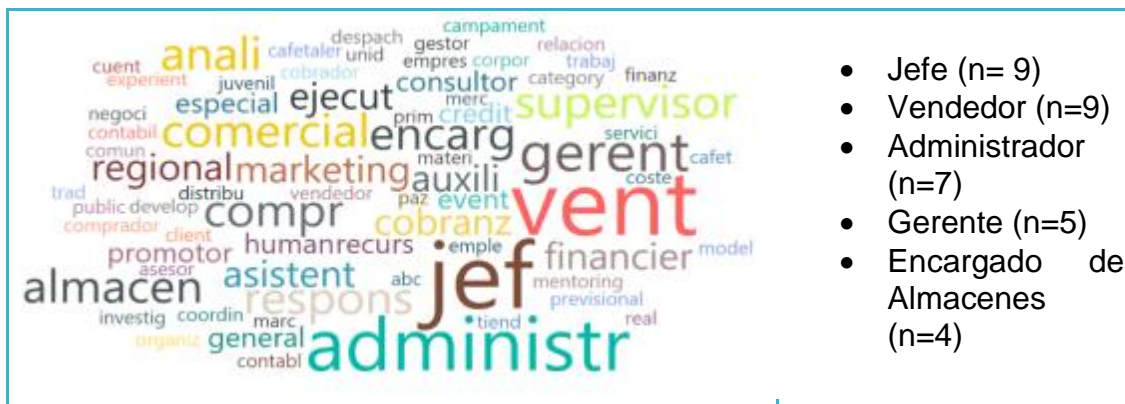 campament
despach gestor relacion
anali cafetaler unid empres corpor trabaj
cuent juvenil cobrador consultor category finanz
experient especial ejecut merc supervisor
negoci prim credit
contabil comercial encarg servici
comun materi gerent cafet
regional marketing auxili coste
trad distribu vendedor paz event vent
public develop compr cobranz
comprador client
promotor humanrecurs emple financier model
asesor asistent abc jef mentoring
almacen respons previsional
investig coordin marc tiend real
organiz general administr
contabl
• Jefe (n= 9)
• Vendedor (n=9)
• Administrador
(n=7)
• Gerente (n=5)
• Encargado de
Almacenes
(n=4)